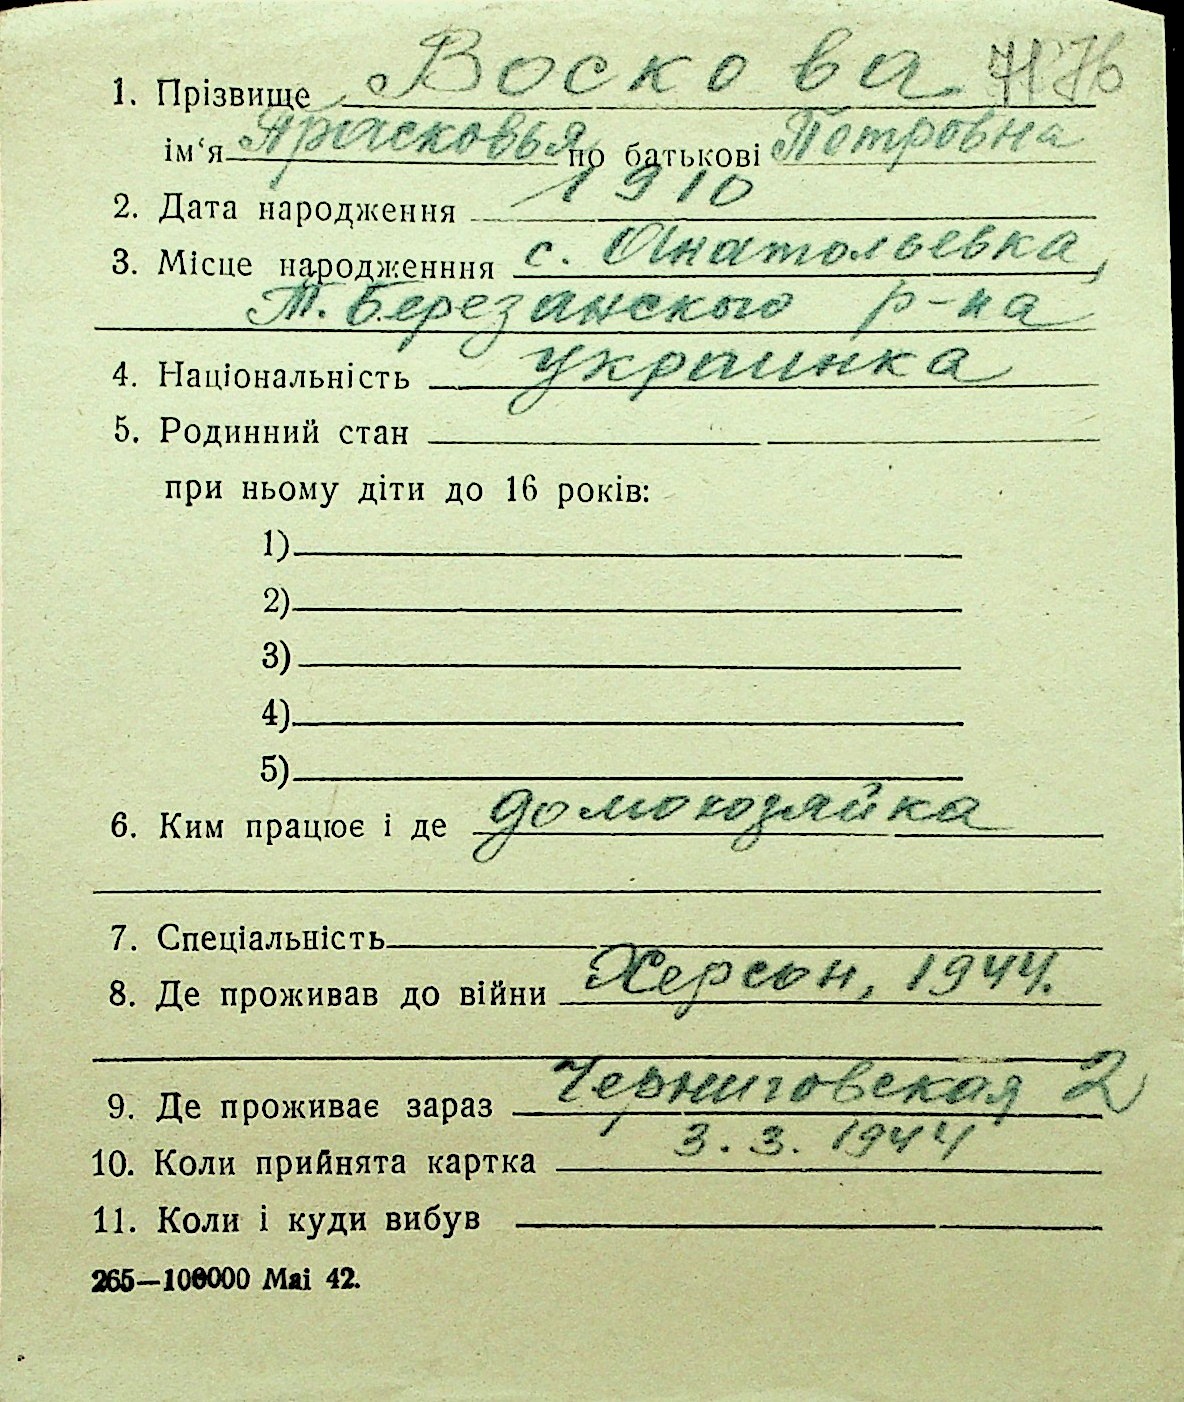 1. Прізвище Воскова
ім‘я Прасковья по батькові Петровна
2. Дата народження 1910
3. Місце народженння с. Анатольевка,
Т. Березанского р-на
4. Національність украинка
5. Родинний стан
при ньому діти до 16 років:
1)
2)
3)
4)
5)
6. Ким працює і де домохозяйка
7. Спеціальність
8. Де проживав до війни Херсон, 1944.
9. Де проживає зараз Черниговская 2
10. Коли прийнята картка 3. 3. 1944
11. Коли і куди вибув
265—100000 Mai 42.